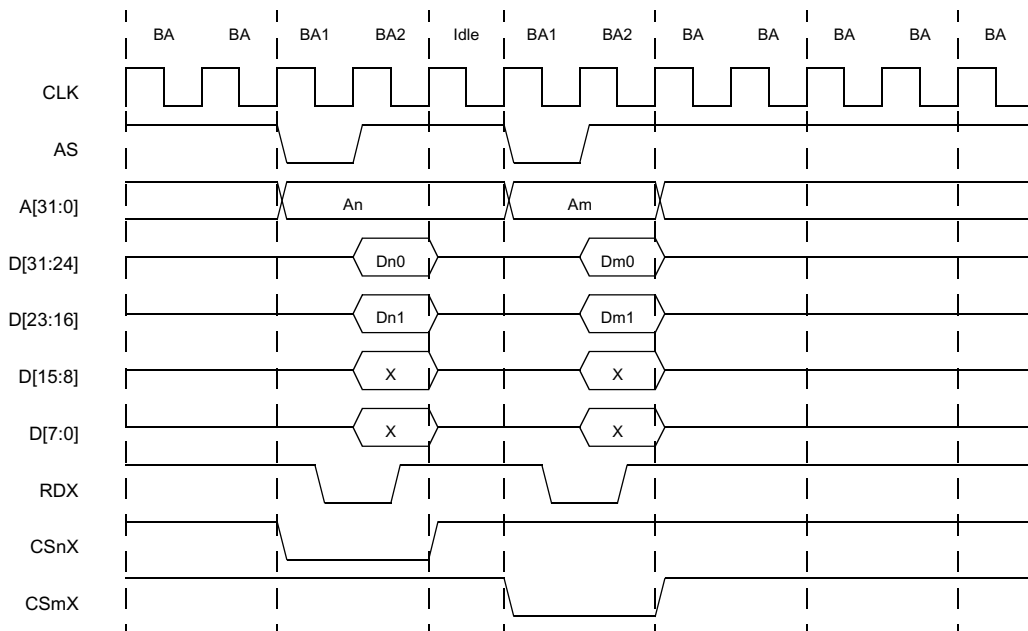 BA BA BA1 BA2 Idle BA1 BA2 BA BA BA BA BA
CLK
AS
A[31:0] An Am
D[31:24] Dn0 Dm0
D[23:16] Dn1 Dm1
D[15:8] X X
D[7:0] X X
RDX
CSnX
CSmX